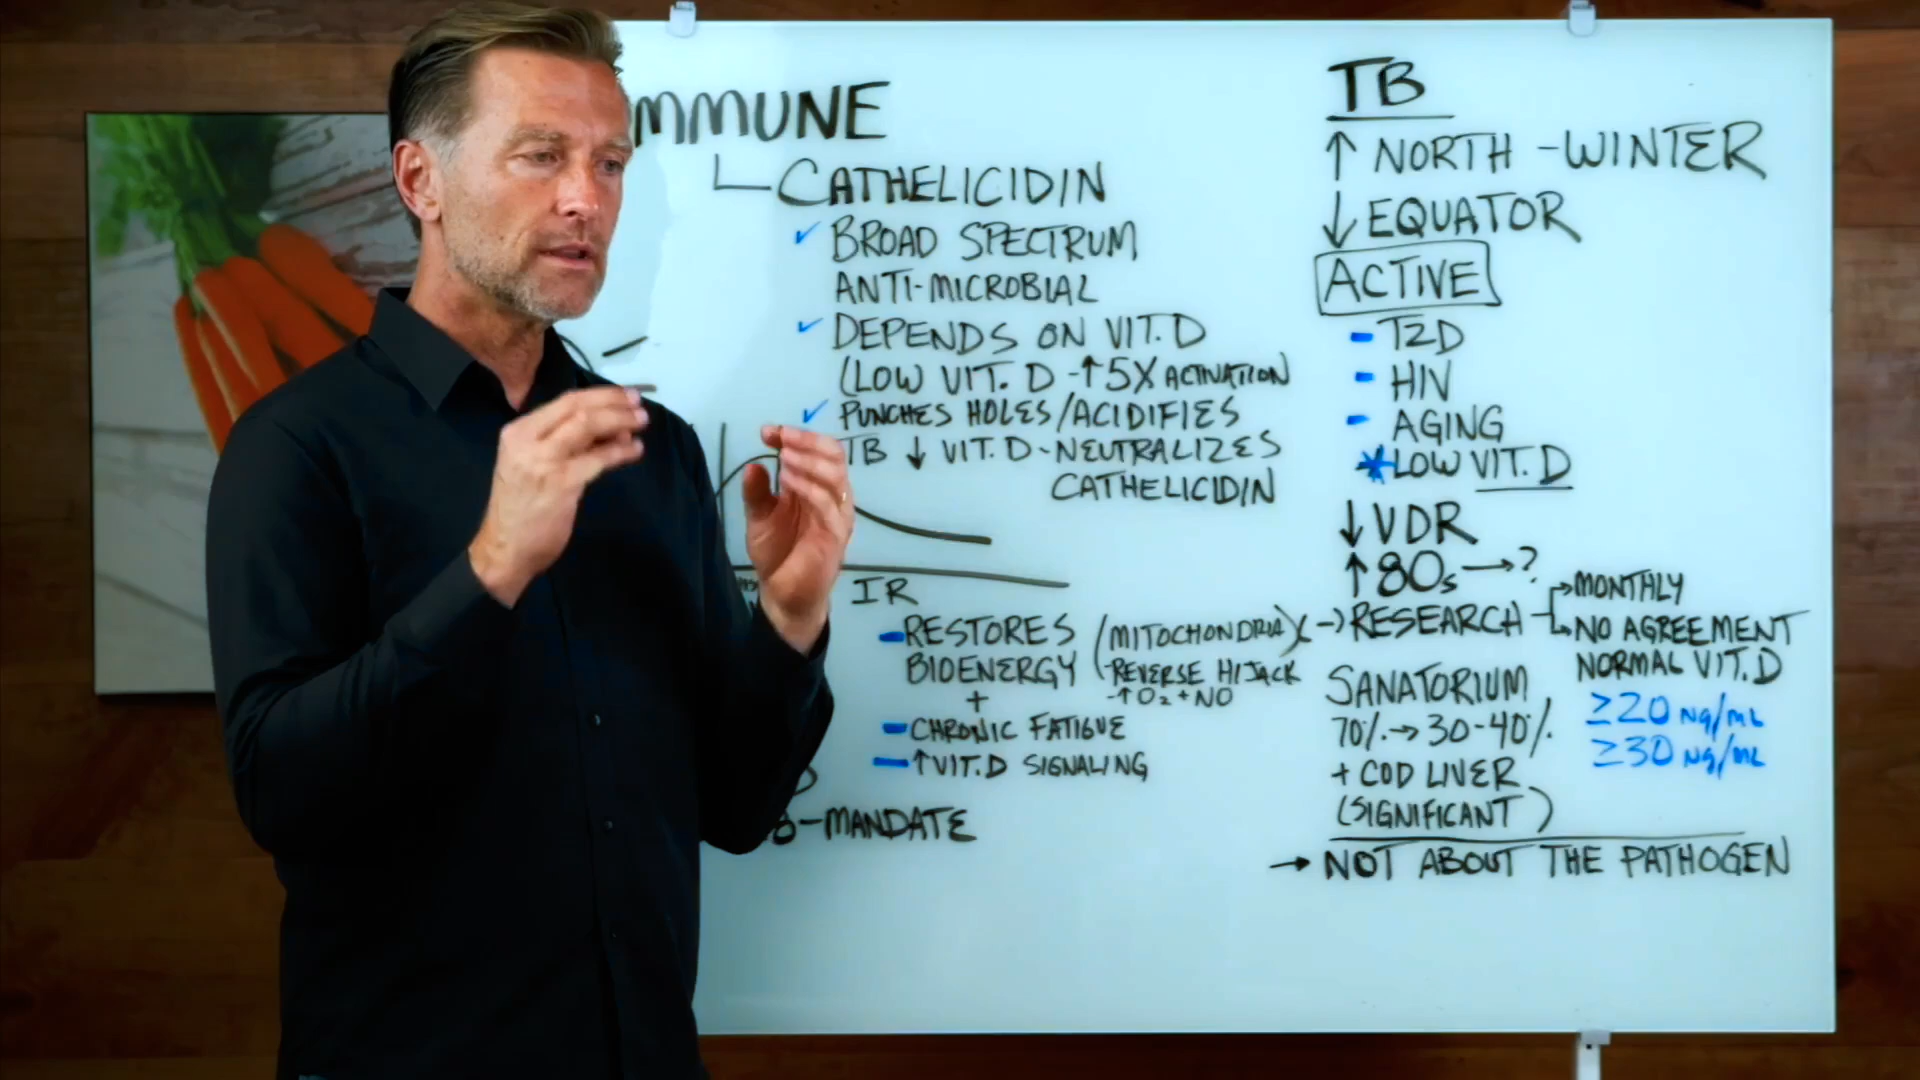 MMUNE
CATHELICIDIN
✓ BROAD SPECTRUM
ANTI-MICROBIAL
✓ DEPENDS ON VIT. D
(LOW VIT. D -↑5X ACTIVATION
✓ PUNCHES HOLES/ACIDIFIES
TB ↓ VIT. D - NEUTRALIZES
CATHELICIDIN
IR
- RESTORES
BIOENERGY
+
(MITOCHONDRIA)
-REVERSE HIJACK
-↑O₂ + NO
- CHRONIC FATIGUE
- ↑VIT. D SIGNALING
-MANDATE
TB
↑ NORTH - WINTER
↓ EQUATOR
ACTIVE
- T2D
- HIV
- AGING
* LOW VIT. D
↓ VDR
↑ 80s → ?
→ RESEARCH
→ MONTHLY
→ NO AGREEMENT
NORMAL VIT. D
≥20 ng/mL
≥30 ng/mL
SANATORIUM
70% → 30-40%
+ COD LIVER
(SIGNIFICANT)
→ NOT ABOUT THE PATHOGEN